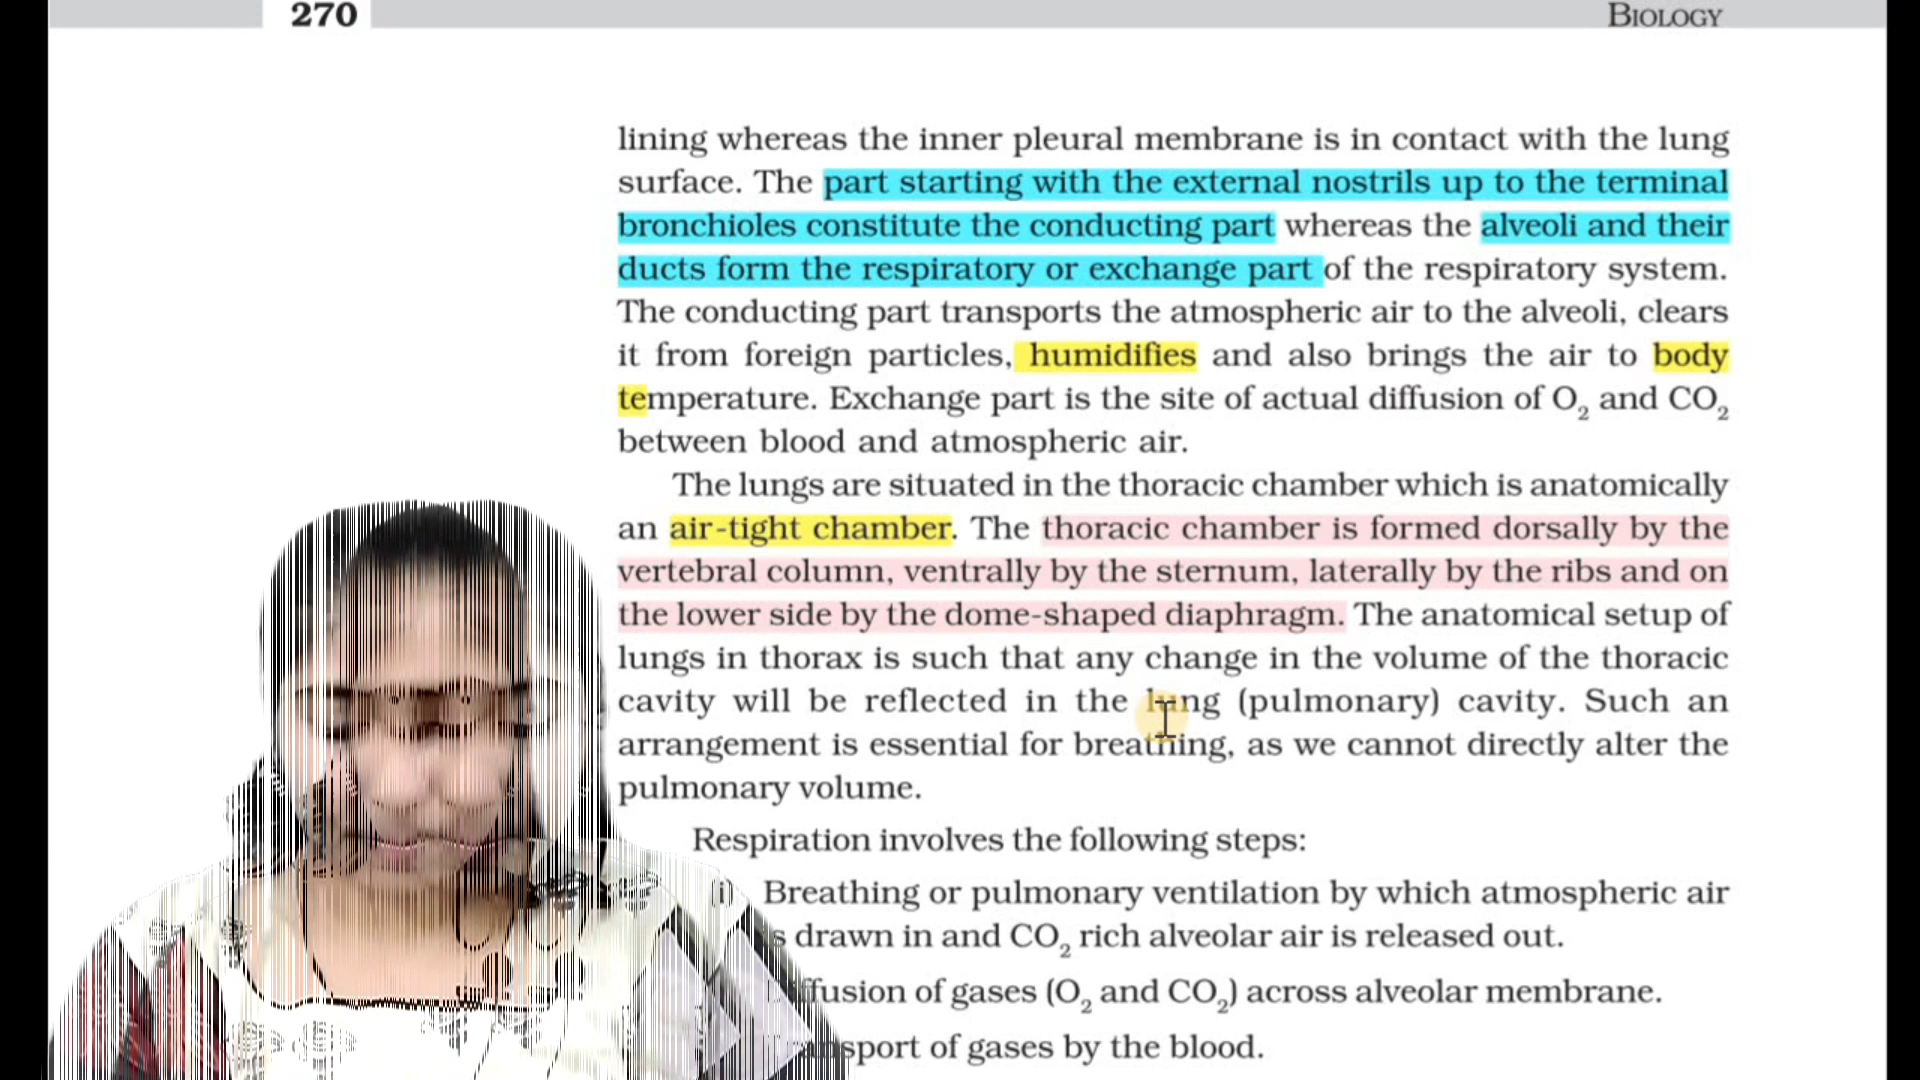 270
BIOLOGY
lining whereas the inner pleural membrane is in contact with the lung
surface. The part starting with the external nostrils up to the terminal
bronchioles constitute the conducting part whereas the alveoli and their
ducts form the respiratory or exchange part of the respiratory system.
The conducting part transports the atmospheric air to the alveoli, clears
it from foreign particles, humidifies and also brings the air to body
temperature. Exchange part is the site of actual diffusion of O₂ and CO₂
between blood and atmospheric air.
The lungs are situated in the thoracic chamber which is anatomically
an air-tight chamber. The thoracic chamber is formed dorsally by the
vertebral column, ventrally by the sternum, laterally by the ribs and on
the lower side by the dome-shaped diaphragm. The anatomical setup of
lungs in thorax is such that any change in the volume of the thoracic
cavity will be reflected in the lung (pulmonary) cavity. Such an
arrangement is essential for breathing, as we cannot directly alter the
pulmonary volume.
Respiration involves the following steps:
Breathing or pulmonary ventilation by which atmospheric air
drawn in and CO₂ rich alveolar air is released out.
of gases (O₂ and CO₂) across alveolar membrane.
of gases by the blood.